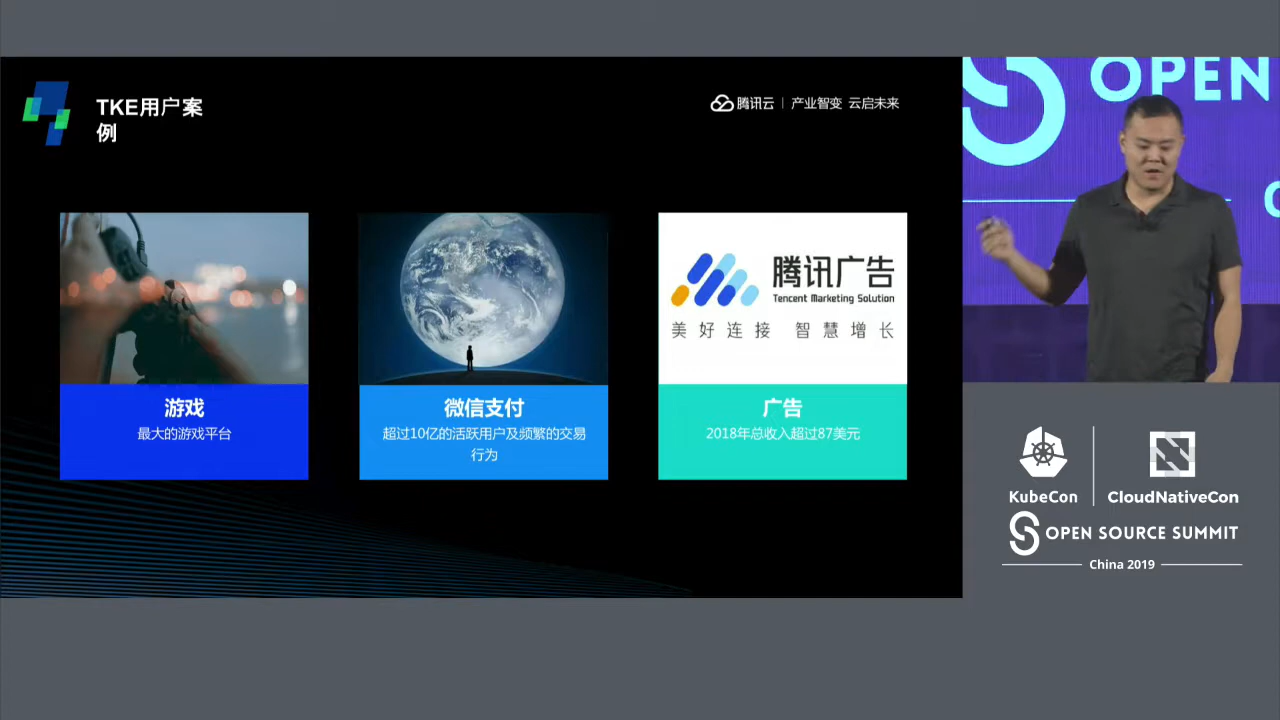 TKE用户案
例
腾讯云 | 产业智变 云启未来
腾讯广告
Tencent Marketing Solution
美好连接 智慧增长
游戏
最大的游戏平台
微信支付
超过10亿的活跃用户及频繁的交易
行为
广告
2018年总收入超过87美元
OPEN
KubeCon
CloudNativeCon
OPEN SOURCE SUMMIT
China 2019